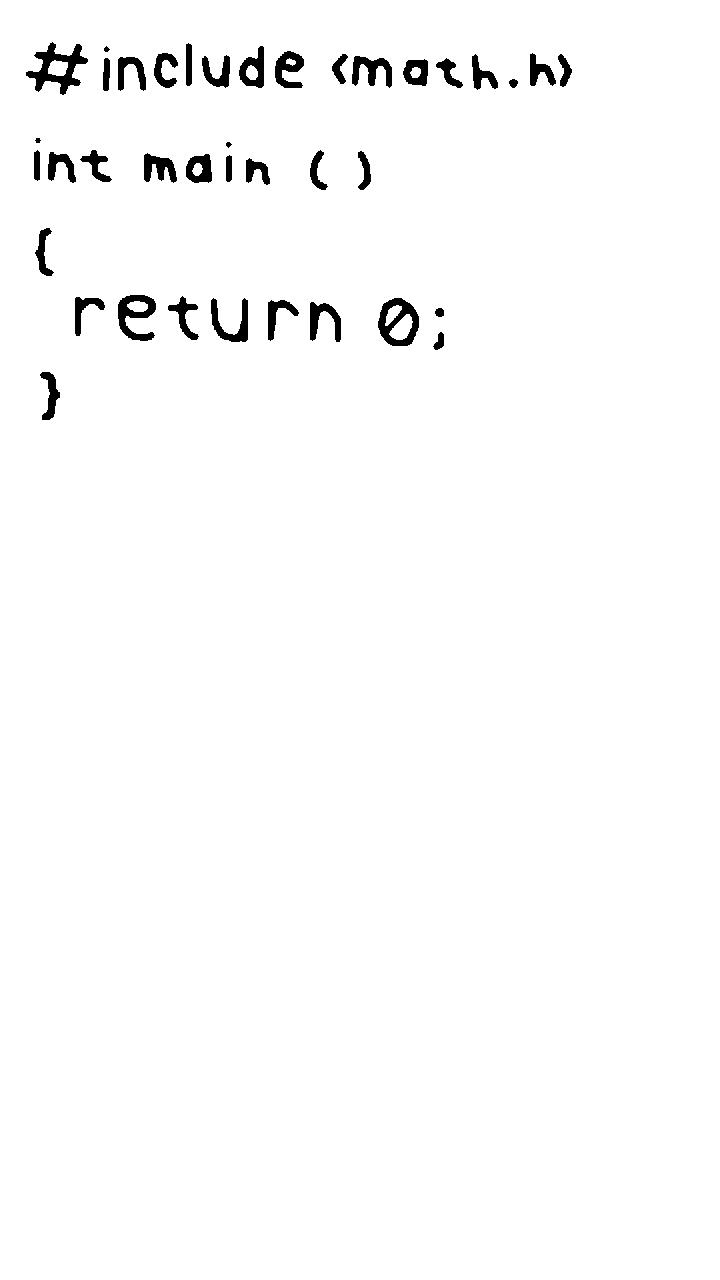 #include <math.h>
int main ( )
{
return 0;
}